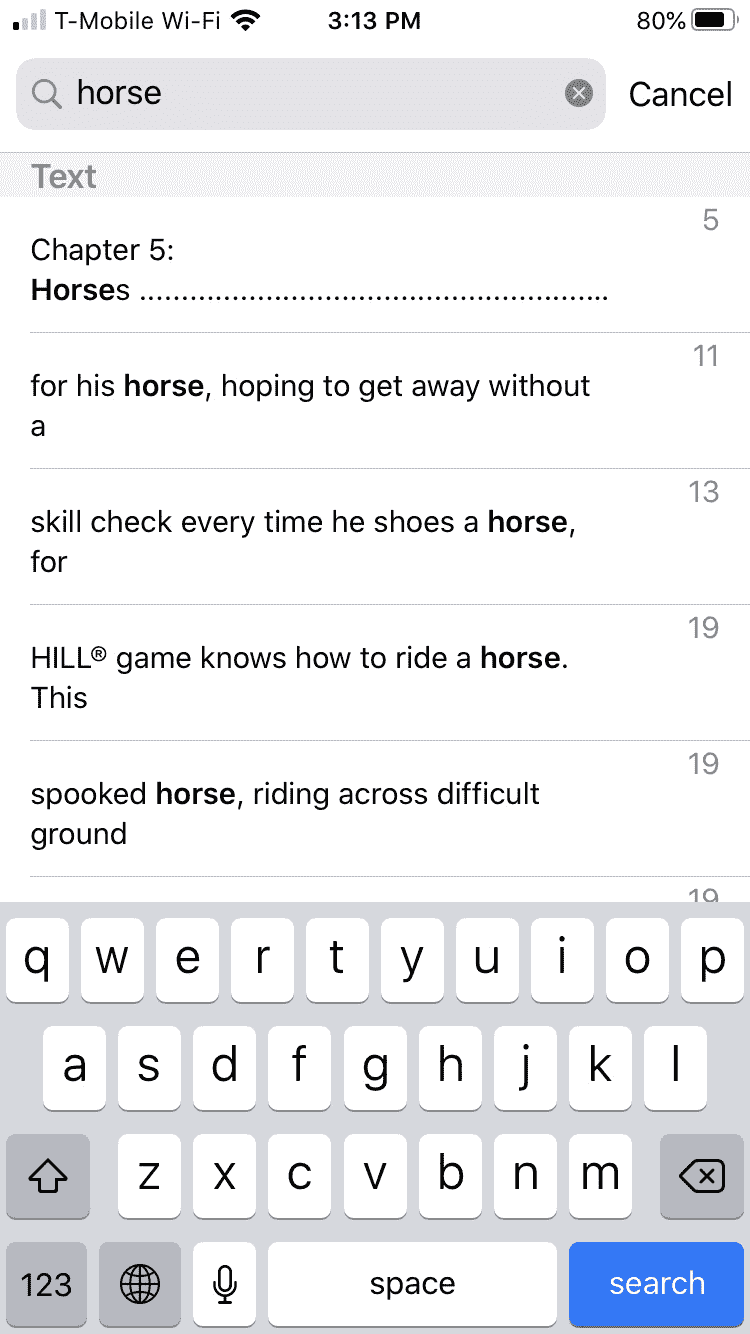 T-Mobile Wi-Fi 3:13 PM 80%
horse Cancel
Text
5
Chapter 5:
Horses ........................................................
11
for his horse, hoping to get away without
a
13
skill check every time he shoes a horse,
for
19
HILL® game knows how to ride a horse.
This
19
spooked horse, riding across difficult
ground
19
q w e r t y u i o p
a s d f g h j k l
z x c v b n m
123 space search